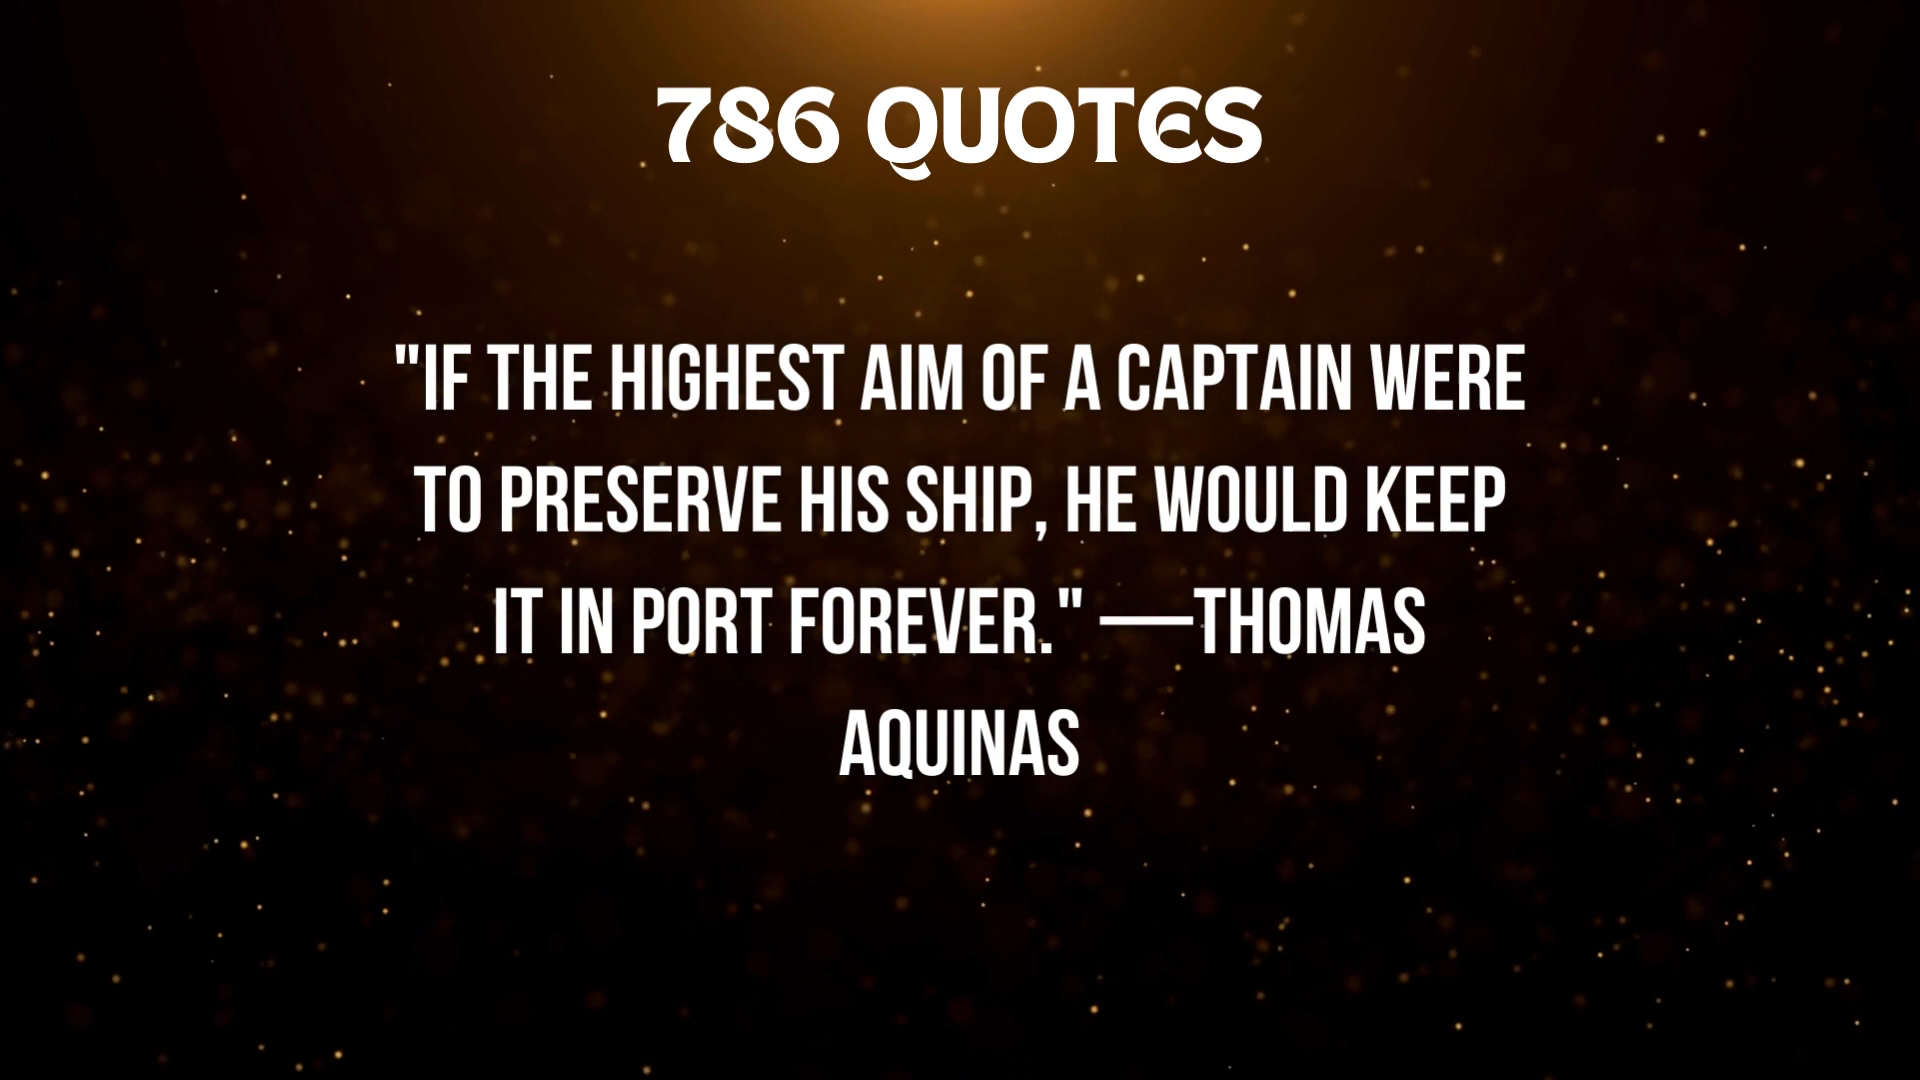 786 QUOTES
"IF THE HIGHEST AIM OF A CAPTAIN WERE
TO PRESERVE HIS SHIP, HE WOULD KEEP
IT IN PORT FOREVER." —THOMAS
AQUINAS